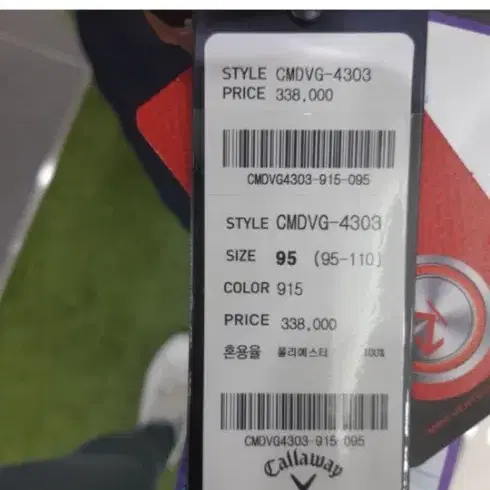 STYLE CMDVG-4303
PRICE 338,000
CMDVG4303-915-095
STYLE CMDVG-4303
SIZE 95 (95-110)
COLOR 915
PRICE 338,000
혼용율 폴리에스터 100%
CMDVG4303-915-095
Callaway